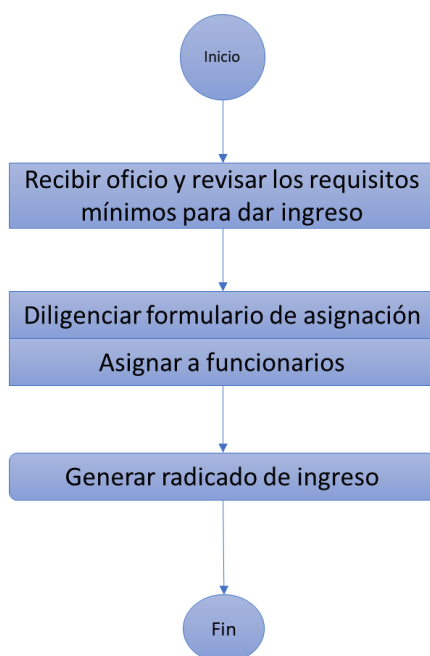 Inicio
Recibir oficio y revisar los requisitos
mínimos para dar ingreso
Diligenciar formulario de asignación
Asignar a funcionarios
Generar radicado de ingreso
Fin